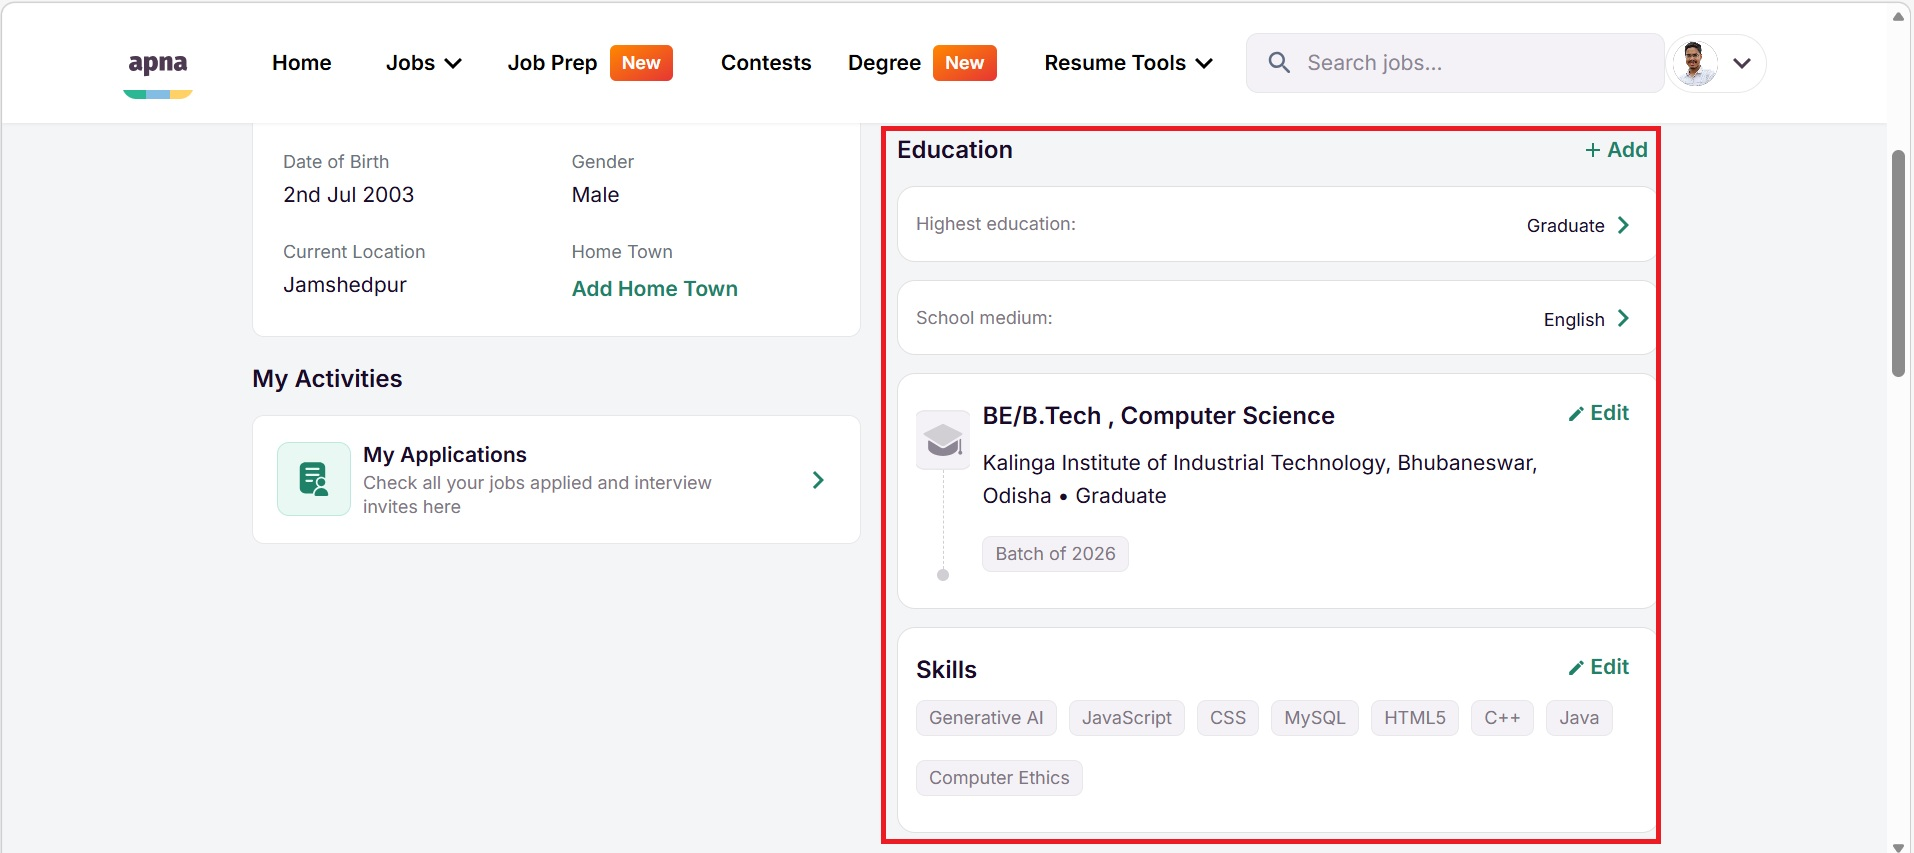 apna
Home
Jobs
Job Prep New
Contests
Degree New
Resume Tools
Search jobs...
Date of Birth
2nd Jul 2003
Gender
Male
Current Location
Jamshedpur
Home Town
Add Home Town
My Activities
My Applications
Check all your jobs applied and interview
invites here
Education
+ Add
Highest education:
Graduate
School medium:
English
BE/B.Tech , Computer Science
Edit
Kalinga Institute of Industrial Technology, Bhubaneswar,
Odisha • Graduate
Batch of 2026
Skills
Edit
Generative AI
JavaScript
CSS
MySQL
HTML5
C++
Java
Computer Ethics